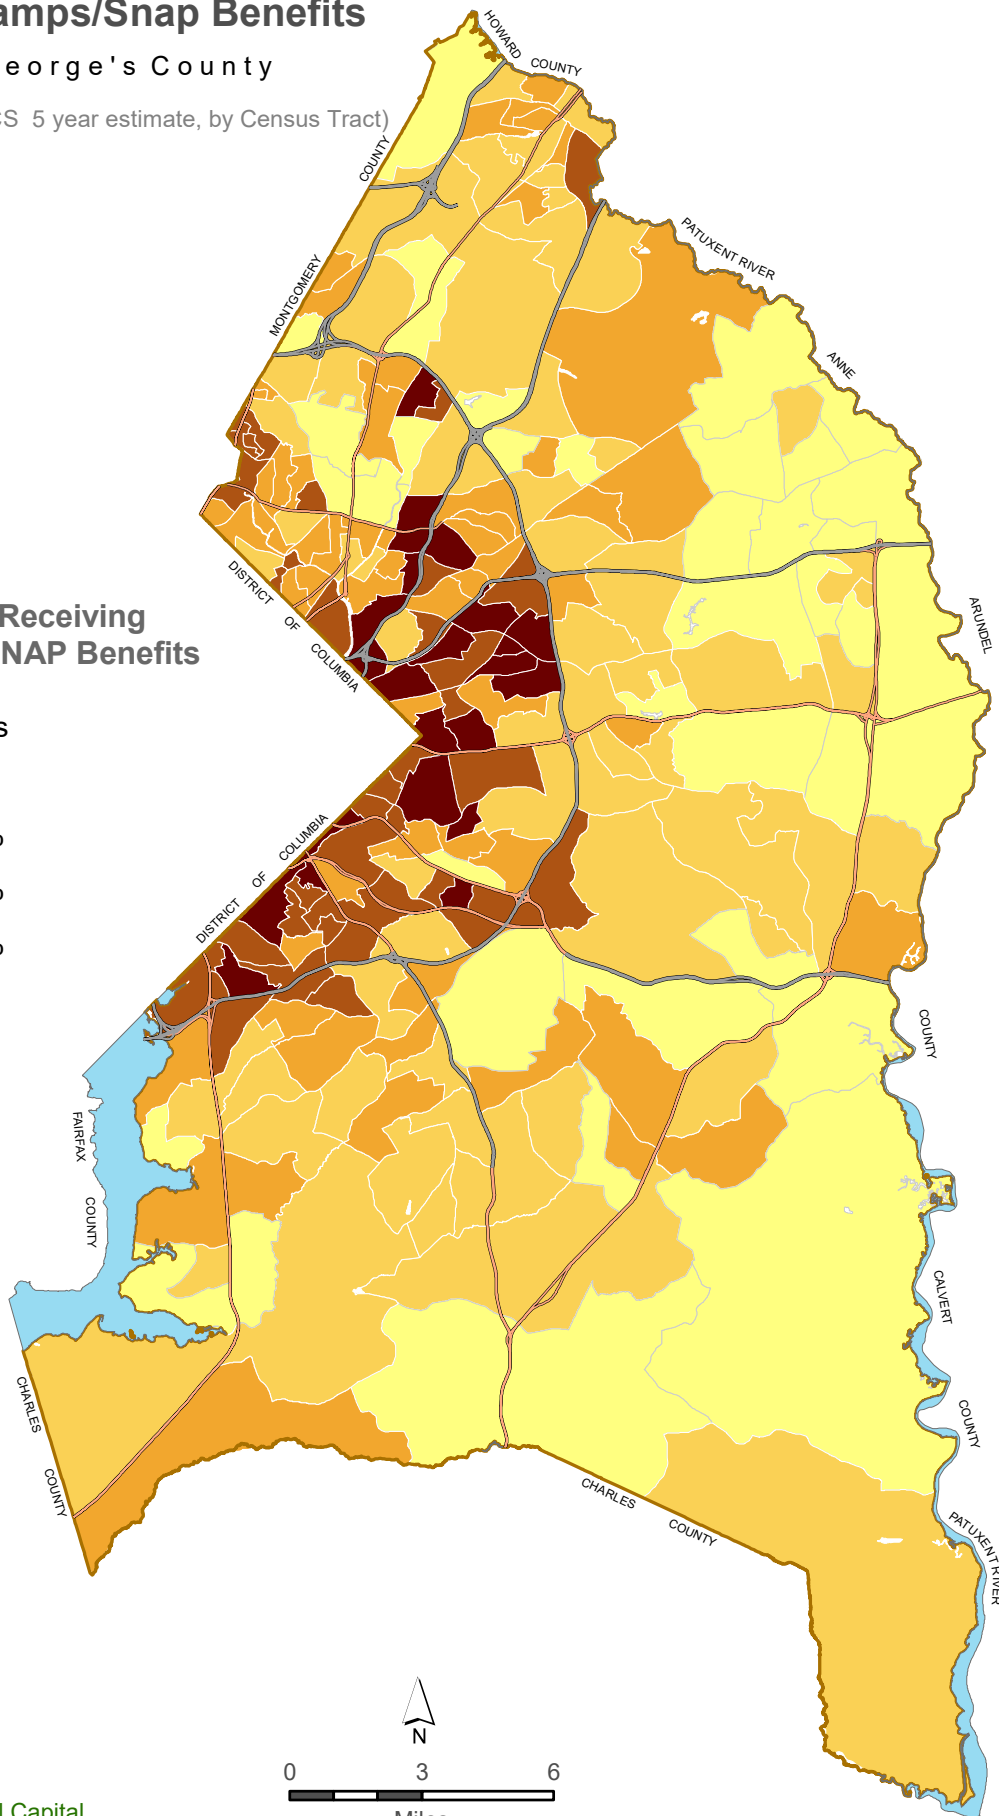 amps/Snap Benefits
eorge's County
CS 5 year estimate, by Census Tract)
HOWARD COUNTY
MONTGOMERY COUNTY
PATUXENT RIVER
ANNE ARUNDEL COUNTY
DISTRICT OF COLUMBIA
Receiving
NAP Benefits
s
DISTRICT OF COLUMBIA
FAIRFAX COUNTY
CALVERT COUNTY
CHARLES COUNTY
CHARLES COUNTY
PATUXENT RIVER
N
0 3 6
Miles
l Capital